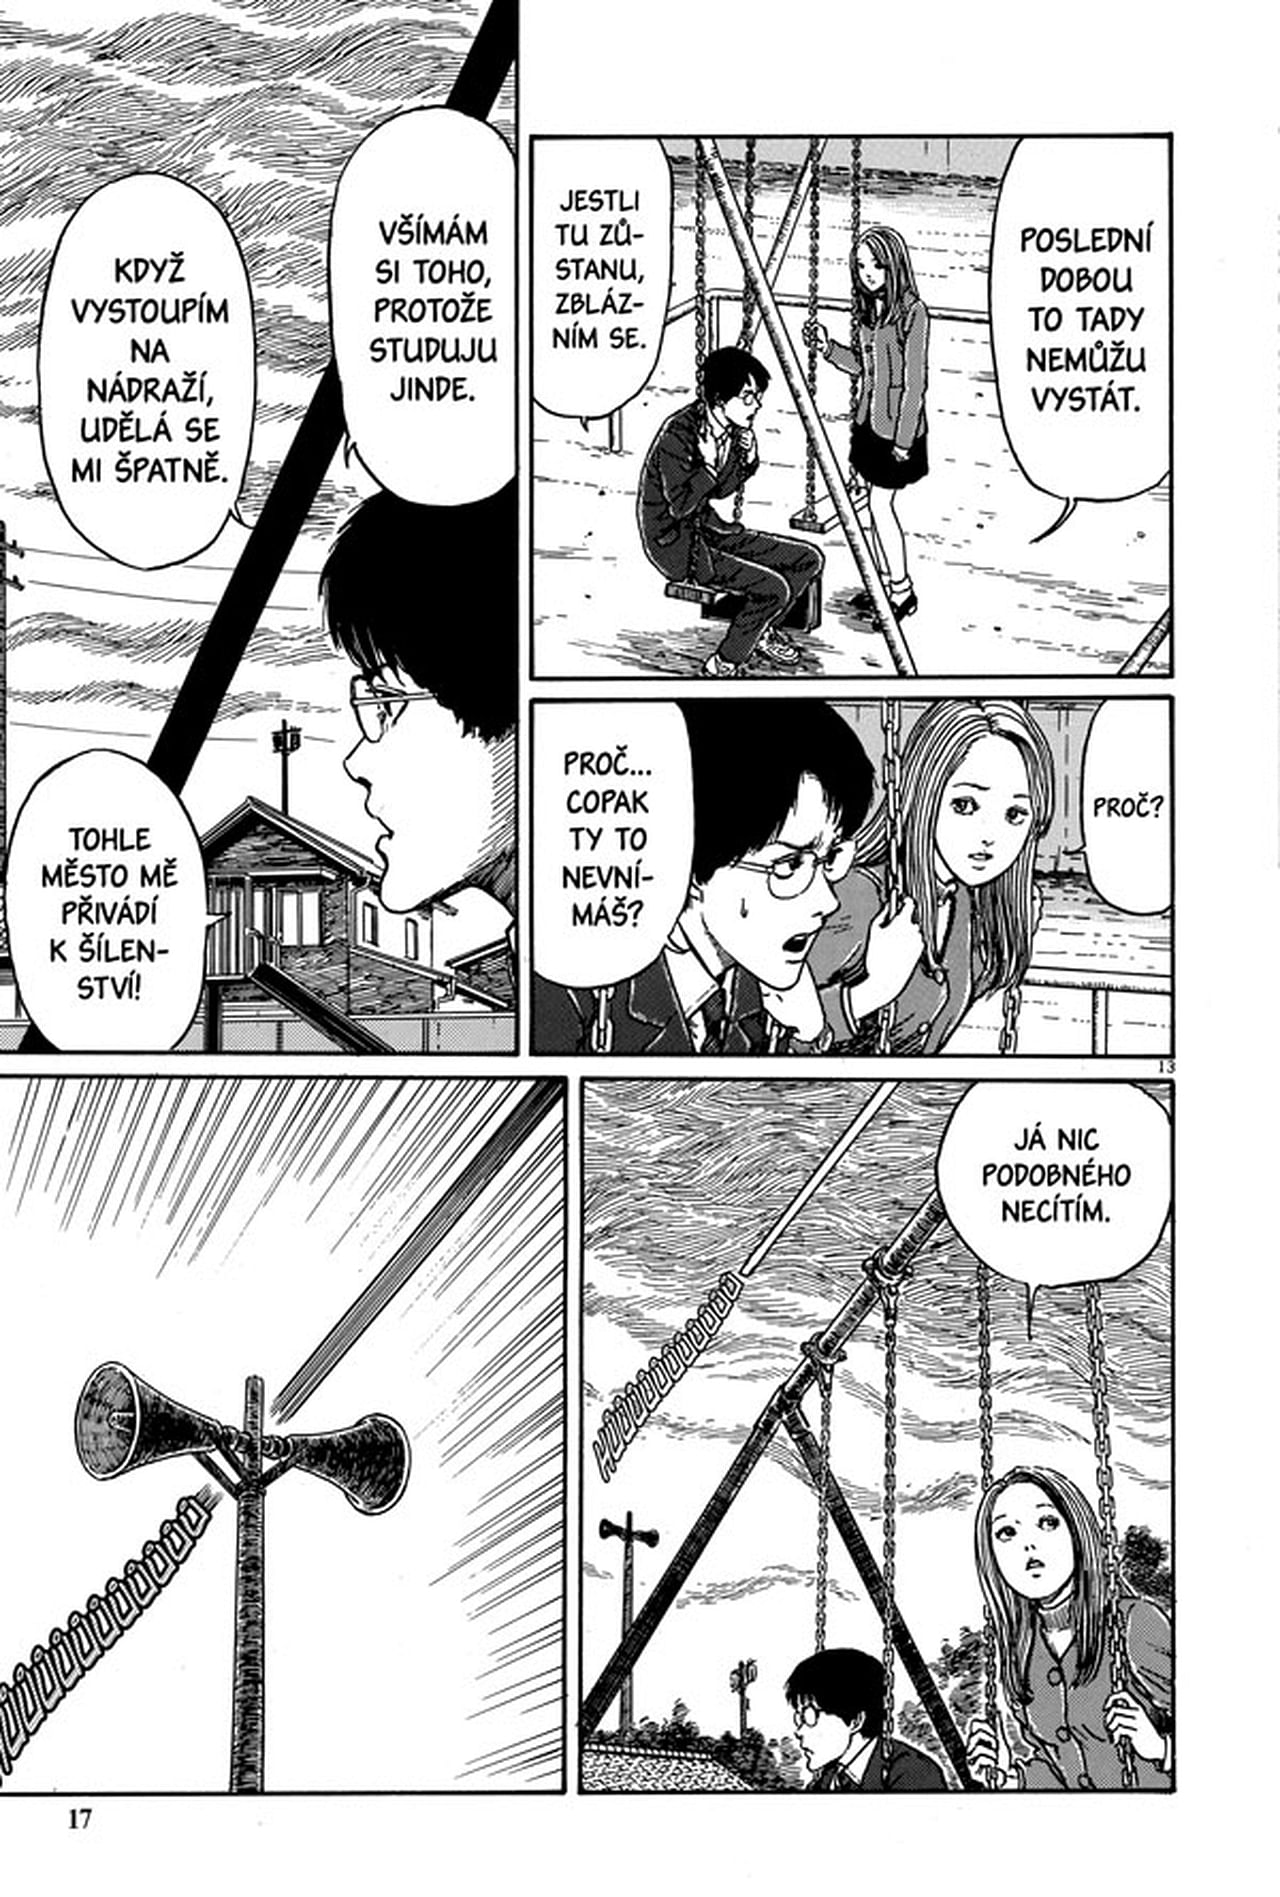 POSLEDNÍ
DOBOU
TO TADY
NEMŮŽU
VYSTÁT.
JESTLI
TU ZŮ-
STANU,
ZBLÁZ-
NÍM SE.
PROČ?
PROČ...
COPAK
TY TO
NEVNÍ-
MÁŠ?
VŠÍMÁM
SI TOHO,
PROTOŽE
STUDUJU
JINDE.
KDYŽ
VYSTOUPÍM
NA
NÁDRAŽÍ,
UDĚLÁ SE
MI ŠPATNĚ.
TOHLE
MĚSTO MĚ
PŘIVÁDÍ
K ŠÍLEN-
STVÍ!
13
JÁ NIC
PODOBNÉHO
NECÍTÍM.
17